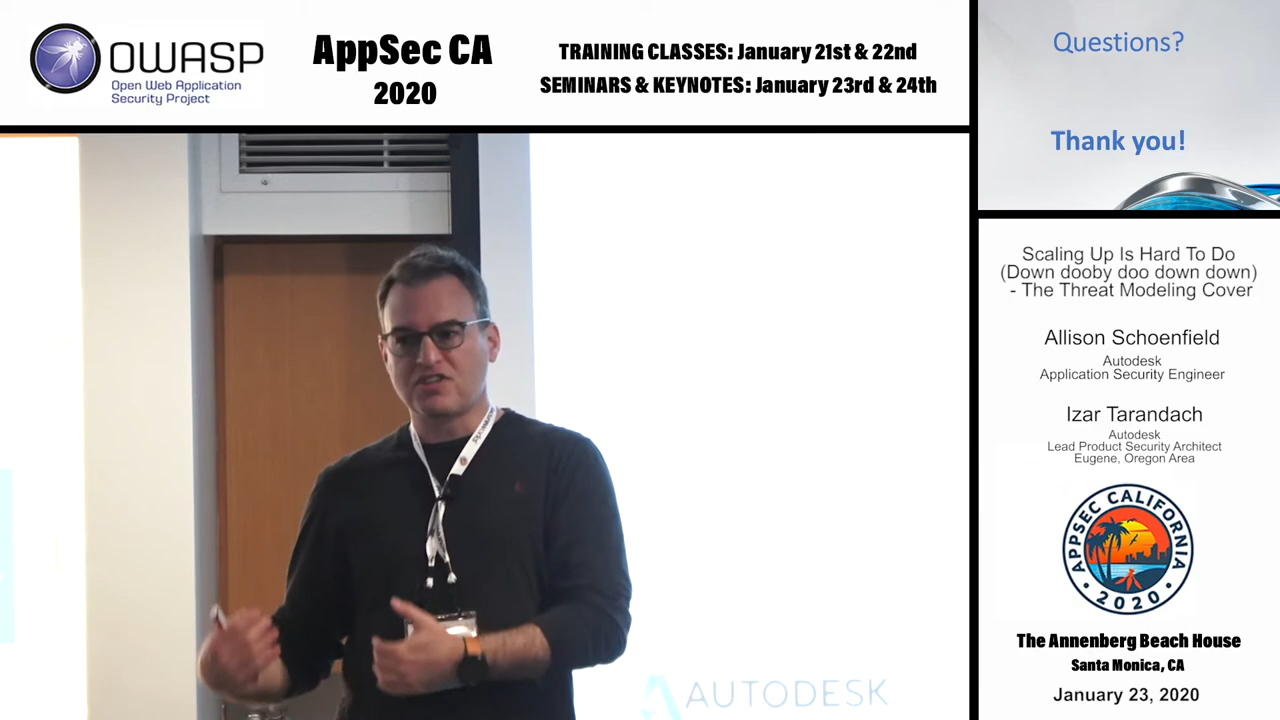 OWASP
Open Web Application
Security Project
AppSec CA
2020
TRAINING CLASSES: January 21st & 22nd
SEMINARS & KEYNOTES: January 23rd & 24th
Questions?
Thank you!
Scaling Up Is Hard To Do
(Down dooby doo down down)
- The Threat Modeling Cover
Allison Schoenfield
Autodesk
Application Security Engineer
Izar Tarandach
Autodesk
Lead Product Security Architect
Eugene, Oregon Area
APPSEC CALIFORNIA
• 2020 •
The Annenberg Beach House
Santa Monica, CA
January 23, 2020
AUTODESK